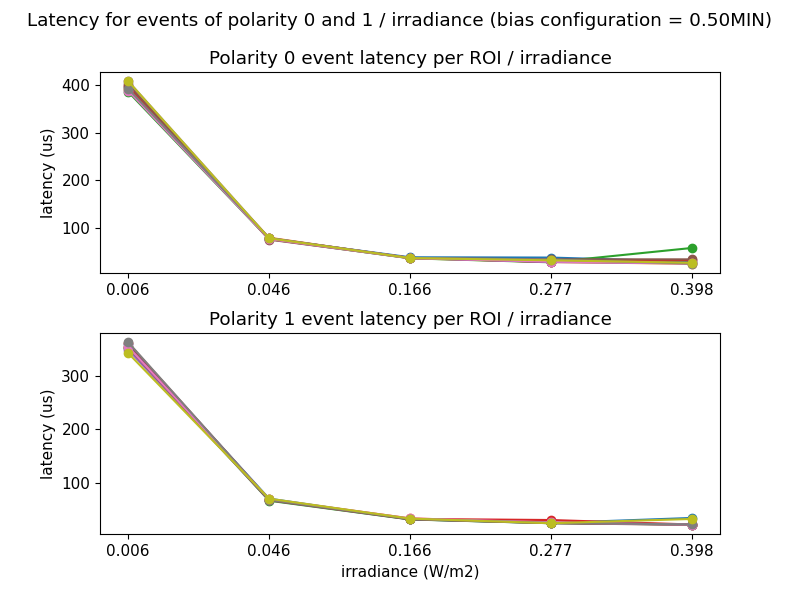 Latency for events of polarity 0 and 1 / irradiance (bias configuration = 0.50MIN)
Polarity 0 event latency per ROI / irradiance
latency (us)
400
300
200
100
0.006 0.046 0.166 0.277 0.398
Polarity 1 event latency per ROI / irradiance
latency (us)
300
200
100
0.006 0.046 0.166 0.277 0.398
irradiance (W/m2)